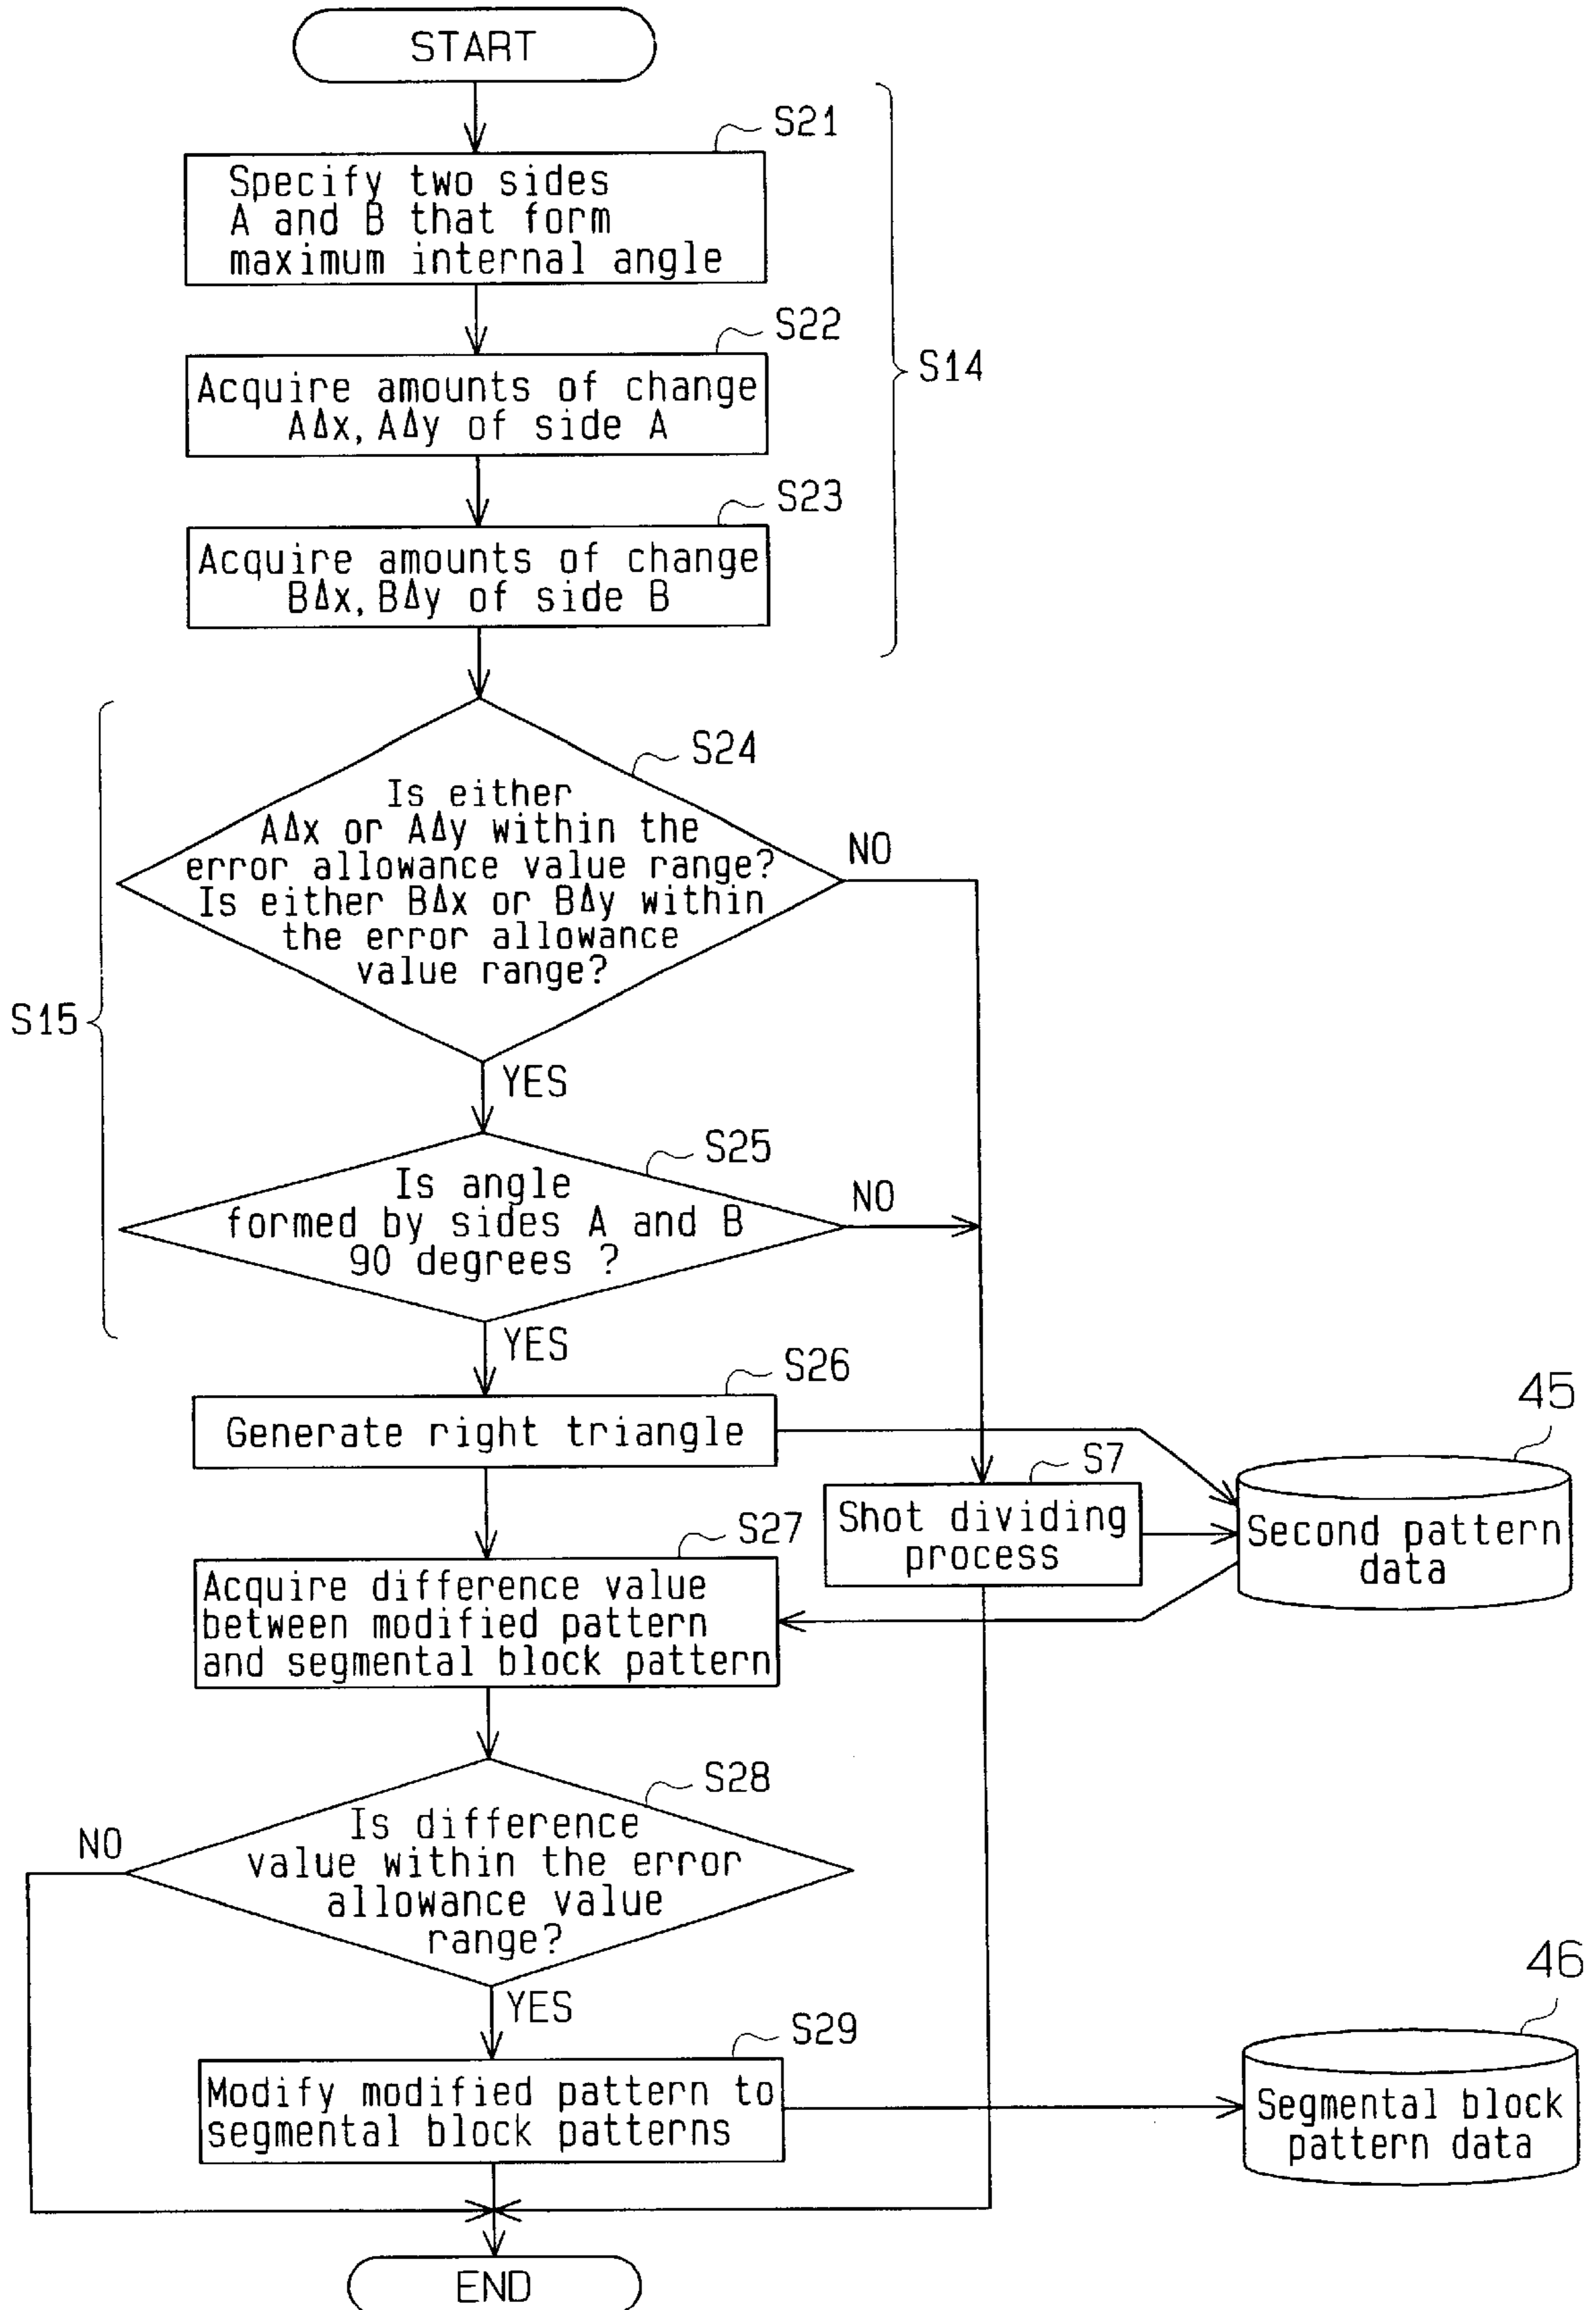 START
S21
Specify two sides
A and B that form
maximum internal angle
S22
Acquire amounts of change
AΔx, AΔy of side A
S14
S23
Acquire amounts of change
BΔx, BΔy of side B
S24
Is either
AΔx or AΔy within the
error allowance value range?
Is either BΔx or BΔy within
the error allowance
value range?
NO
S15
YES
S25
Is angle
formed by sides A and B
90 degrees ?
NO
YES
S26
Generate right triangle
45
S7
Shot dividing
process
Second pattern
data
S27
Acquire difference value
between modified pattern
and segmental block pattern
S28
Is difference
value within the error
allowance value
range?
NO
YES
46
S29
Modify modified pattern to
segmental block patterns
Segmental block
pattern data
END